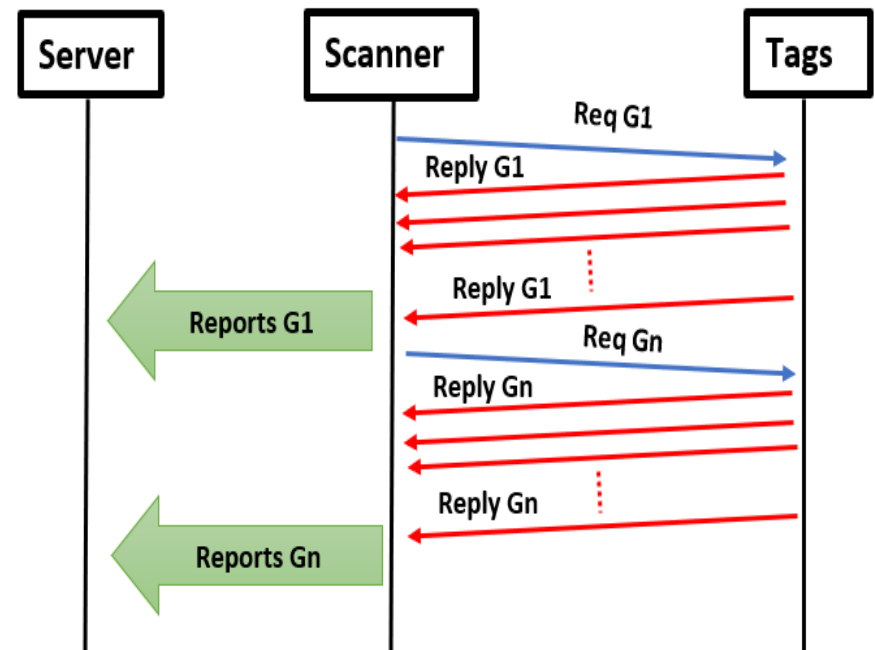 Server
Scanner
Tags
Req G1
Reply G1
Reply G1
Reports G1
Req Gn
Reply Gn
Reply Gn
Reports Gn